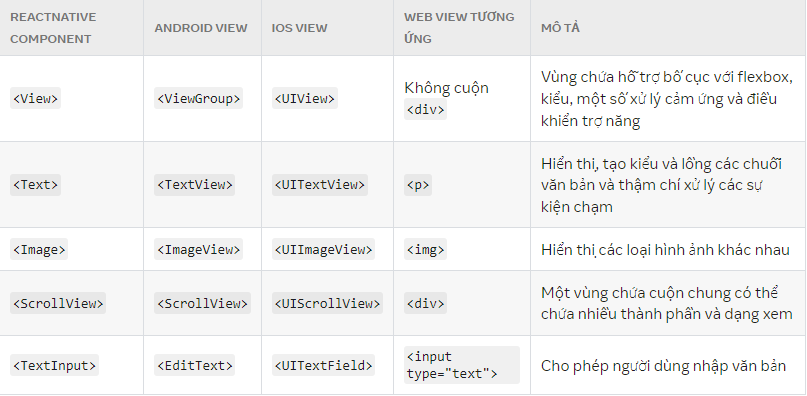 REACTNATIVE COMPONENT ANDROID VIEW IOS VIEW WEB VIEW TƯƠNG ỨNG MÔ TẢ
<View> <ViewGroup> <UIView> Không cuộn <div> Vùng chứa hỗ trợ bố cục với flexbox, kiểu, một số xử lý cảm ứng và điều khiển trợ năng
<Text> <TextView> <UITextView> <p> Hiển thị, tạo kiểu và lồng các chuỗi văn bản và thậm chí xử lý các sự kiện chạm
<Image> <ImageView> <UIImageView> <img> Hiển thị các loại hình ảnh khác nhau
<ScrollView> <ScrollView> <UIScrollView> <div> Một vùng chứa cuộn chung có thể chứa nhiều thành phần và dạng xem
<TextInput> <EditText> <UITextField> <input type="text"> Cho phép người dùng nhập văn bản